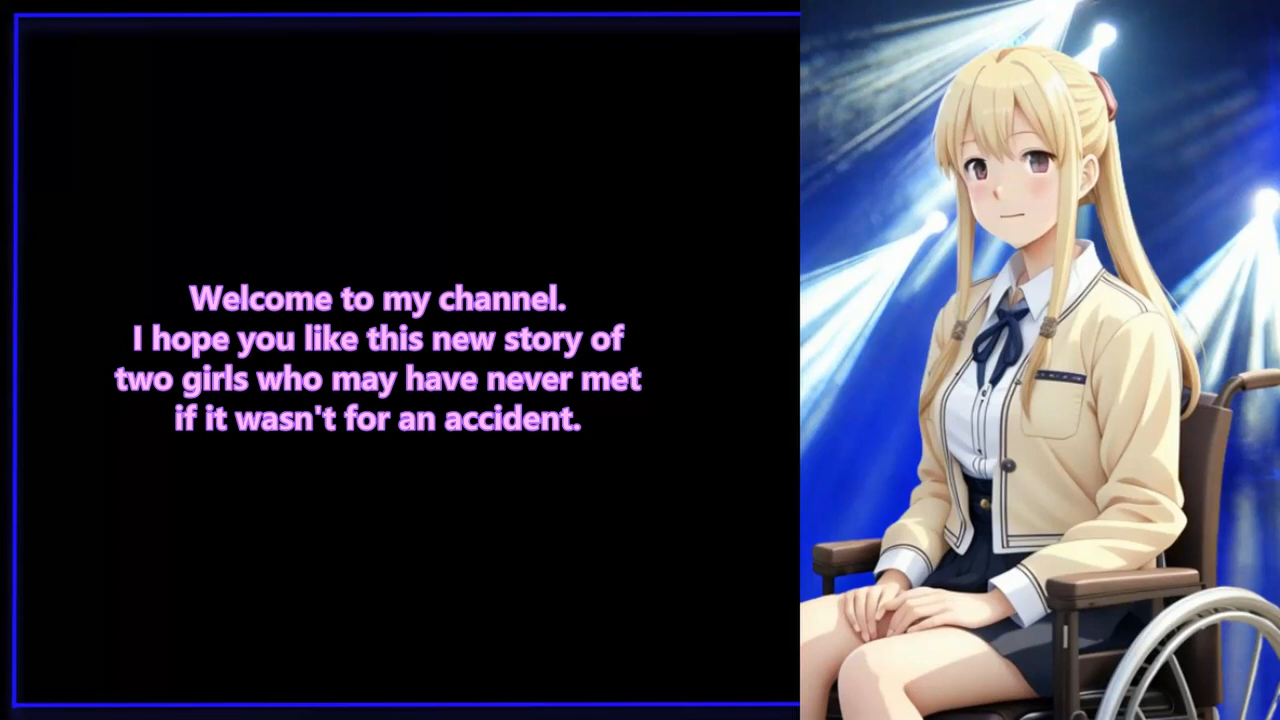 Welcome to my channel.
I hope you like this new story of
two girls who may have never met
if it wasn't for an accident.